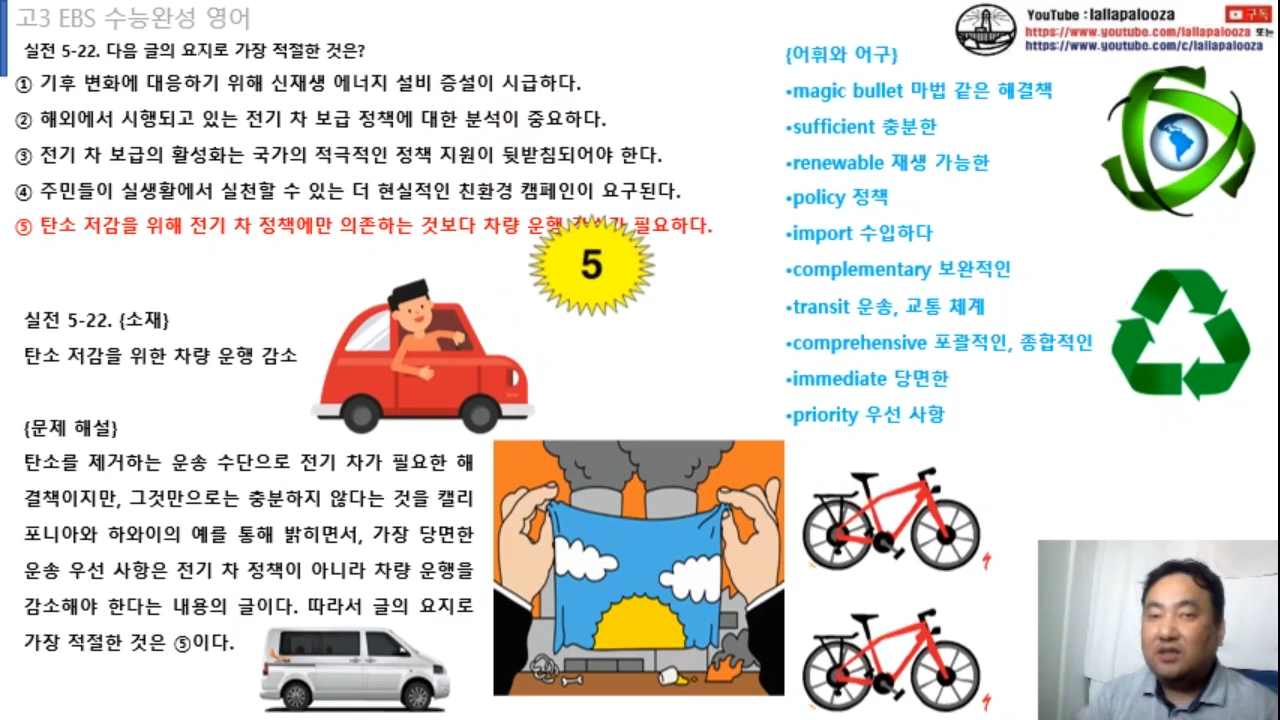 고3 EBS 수능완성 영어
실전 5-22. 다음 글의 요지로 가장 적절한 것은?
① 기후 변화에 대응하기 위해 신재생 에너지 설비 증설이 시급하다.
② 해외에서 시행되고 있는 전기 차 보급 정책에 대한 분석이 중요하다.
③ 전기 차 보급의 활성화는 국가의 적극적인 정책 지원이 뒷받침되어야 한다.
④ 주민들이 실생활에서 실천할 수 있는 더 현실적인 친환경 캠페인이 요구된다.
⑤ 탄소 저감을 위해 전기 차 정책에만 의존하는 것보다 차량 운행 필요하다.
5
실전 5-22. {소재}
탄소 저감을 위한 차량 운행 감소
{문제 해설}
탄소를 제거하는 운송 수단으로 전기 차가 필요한 해
결책이지만, 그것만으로는 충분하지 않다는 것을 캘리
포니아와 하와이의 예를 통해 밝히면서, 가장 당면한
운송 우선 사항은 전기 차 정책이 아니라 차량 운행을
감소해야 한다는 내용의 글이다. 따라서 글의 요지로
가장 적절한 것은 ⑤이다.
{어휘와 어구}
•magic bullet 마법 같은 해결책
•sufficient 충분한
•renewable 재생 가능한
•policy 정책
•import 수입하다
•complementary 보완적인
•transit 운송, 교통 체계
•comprehensive 포괄적인, 종합적인
•immediate 당면한
•priority 우선 사항
YouTube : lallapalooza
구독
https://www.youtube.com/lallapalooza 또는
https://www.youtube.com/c/lallapalooza